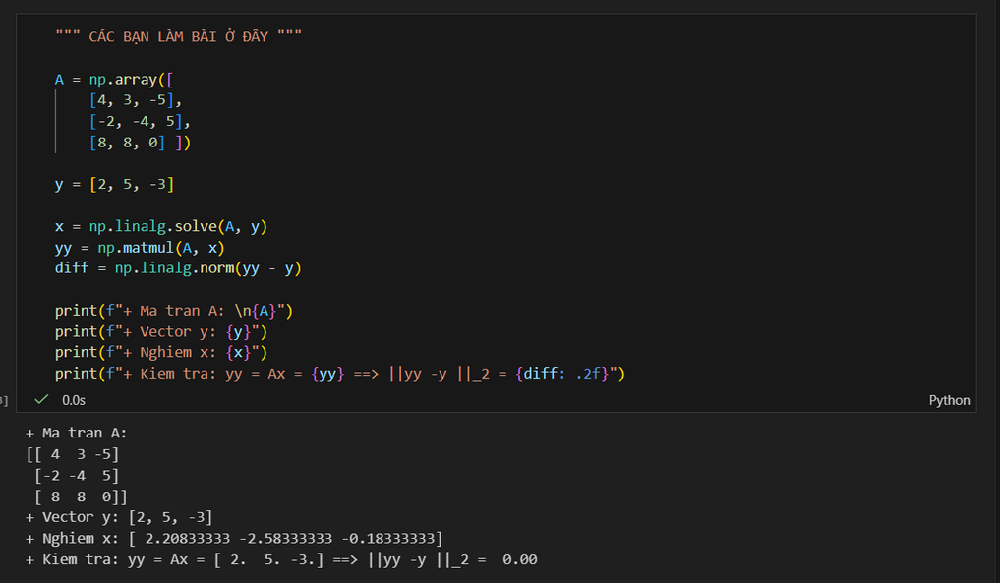 """ CÁC BẠN LÀM BÀI Ở ĐÂY """
A = np.array([
[4, 3, -5],
[-2, -4, 5],
[8, 8, 0] ])
y = [2, 5, -3]
x = np.linalg.solve(A, y)
yy = np.matmul(A, x)
diff = np.linalg.norm(yy - y)
print(f"+ Ma tran A: \n{A}")
print(f"+ Vector y: {y}")
print(f"+ Nghiem x: {x}")
print(f"+ Kiem tra: yy = Ax = {yy} ==> ||yy -y ||_2 = {diff: .2f}")
] 0.0s Python
+ Ma tran A:
[[ 4  3 -5]
[-2 -4  5]
[ 8  8  0]]
+ Vector y: [2, 5, -3]
+ Nghiem x: [ 2.20833333 -2.58333333 -0.18333333]
+ Kiem tra: yy = Ax = [ 2.  5. -3.] ==> ||yy -y ||_2 =  0.00